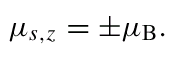 μ_{s,z} = ±μ_B.